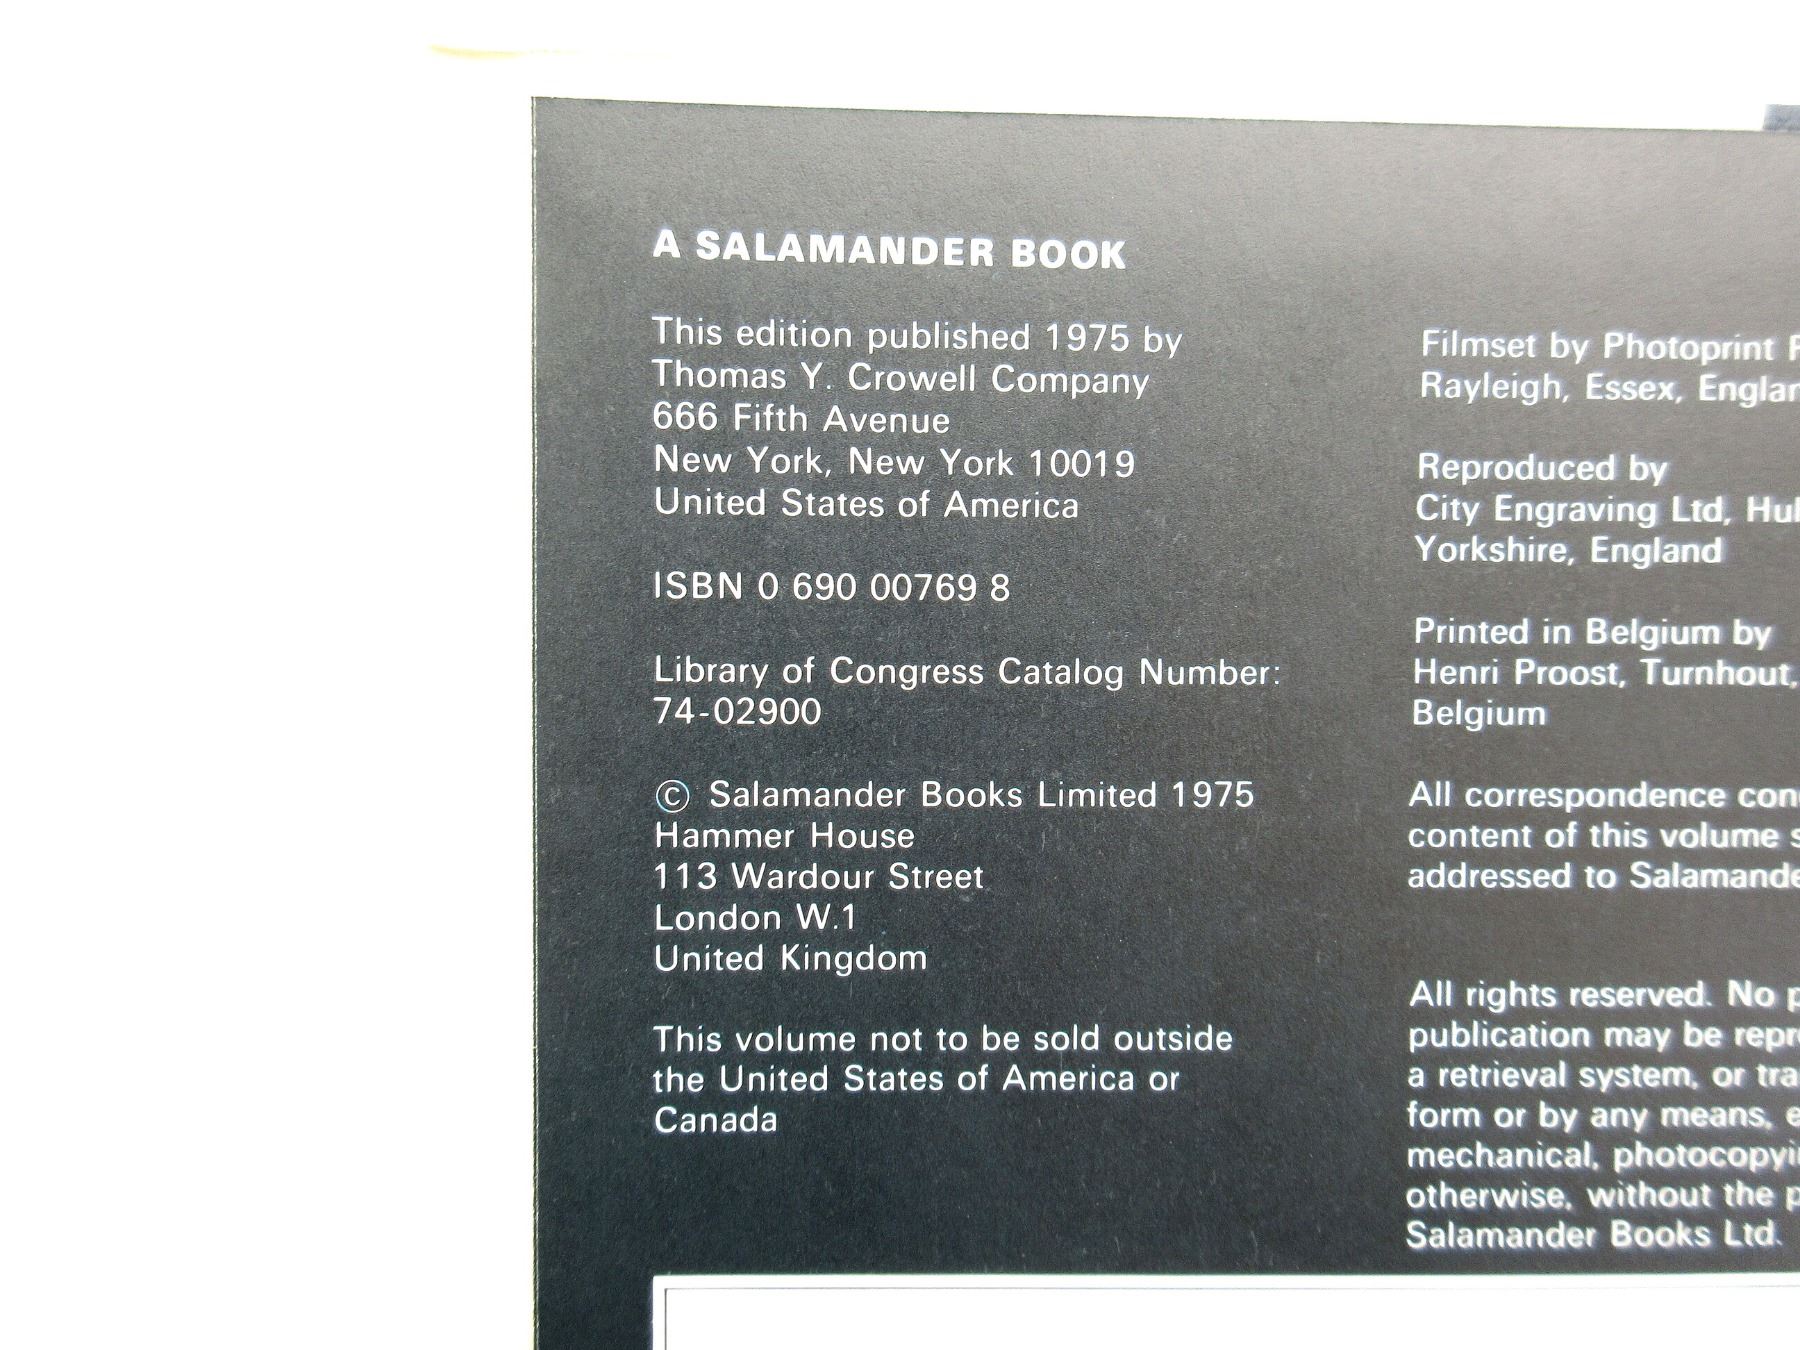 A SALAMANDER BOOK
This edition published 1975 by
Thomas Y. Crowell Company
666 Fifth Avenue
New York, New York 10019
United States of America
ISBN 0 690 00769 8
Library of Congress Catalog Number:
74-02900
© Salamander Books Limited 1975
Hammer House
113 Wardour Street
London W.1
United Kingdom
This volume not to be sold outside
the United States of America or
Canada
Filmset by Photoprint
Rayleigh, Essex,
Reproduced by
City Engraving Ltd,
Yorkshire, England
Printed in Belgium by
Henri Proost, Turnhout,
Belgium
All correspondence
content of this volume
addressed to
All rights reserved. No
publication may be
a retrieval system, or
form or by any means,
mechanical,
otherwise, without the
Salamander Books Ltd.